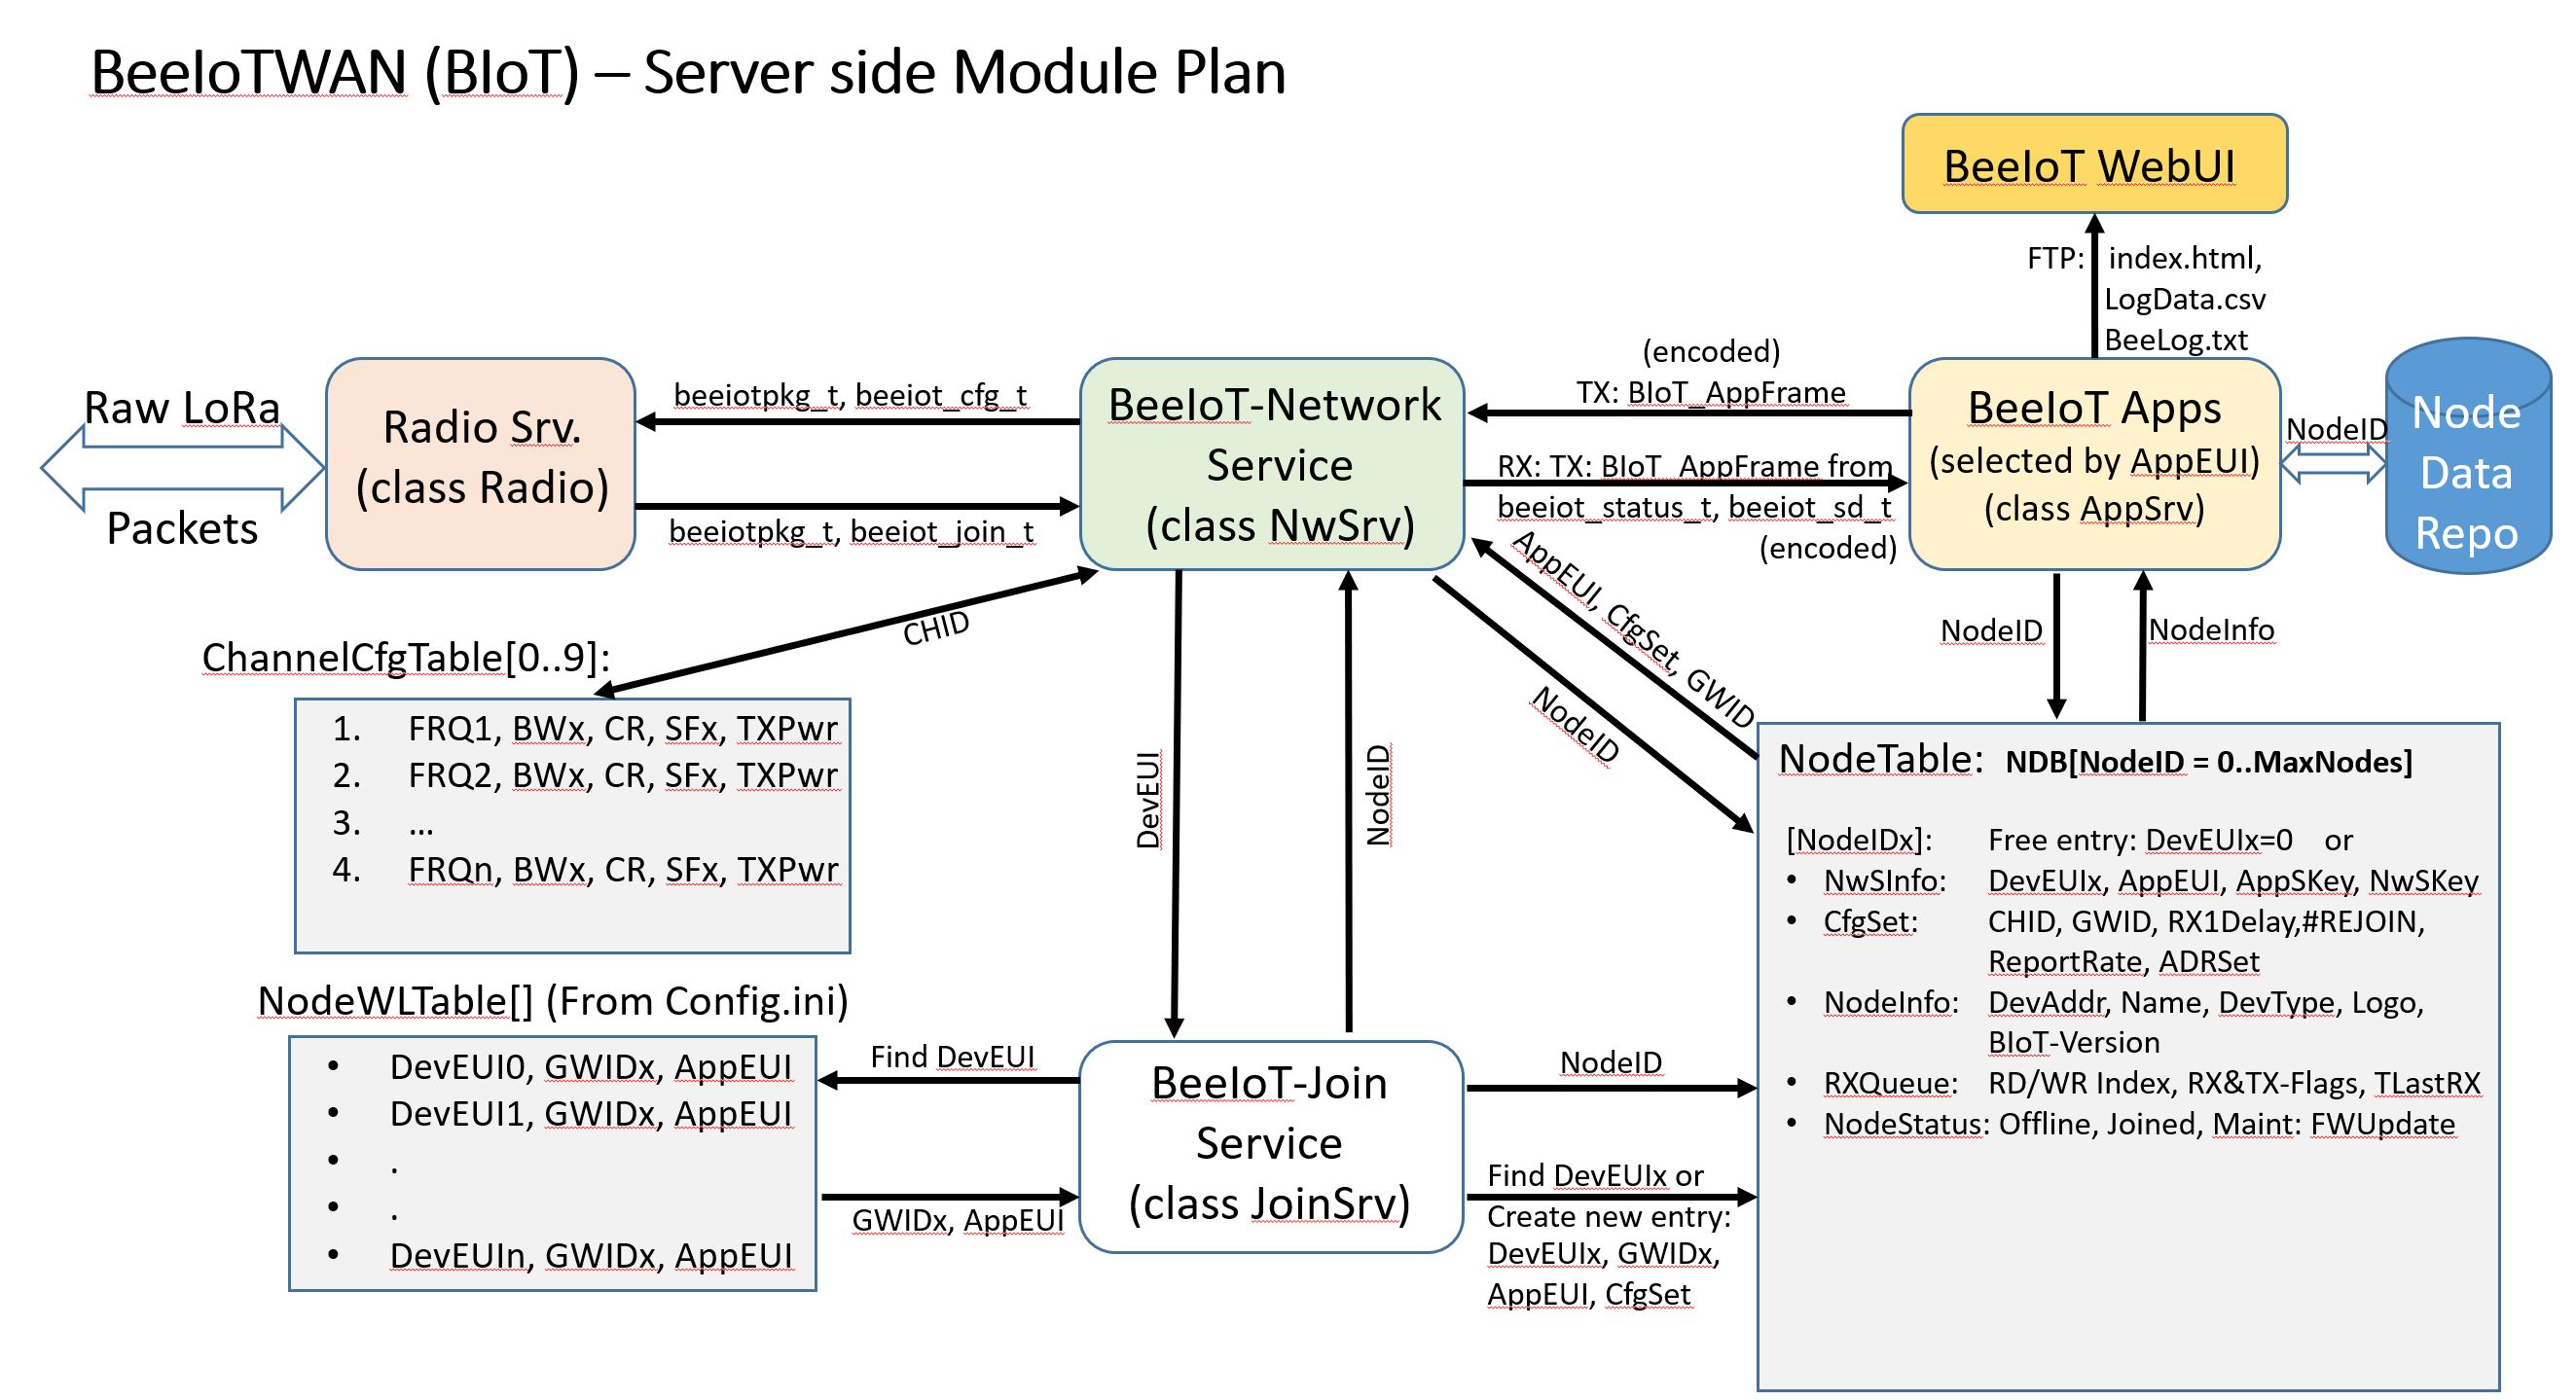 BeeIoTWAN (BIoT) – Server side Module Plan
BeeIoT WebUI
FTP: index.html,
LogData.csv
BeeLog.txt
Raw LoRa
Packets
Radio Srv.
(class Radio)
beeiotpkg_t, beeiot_cfg_t
beeiotpkg_t, beeiot_join_t
BeeIoT-Network
Service
(class NwSrv)
(encoded)
TX: BIoT_AppFrame
RX: TX: BIoT_AppFrame from
beeiot_status_t, beeiot_sd_t
(encoded)
BeeIoT Apps
(selected by AppEUI)
(class AppSrv)
NodeID
Node
Data
Repo
CHID
AppEUI, CfgSet, GWID
NodeID
NodeID
NodeInfo
ChannelCfgTable[0..9]:
1. FRQ1, BWx, CR, SFx, TXPwr
2. FRQ2, BWx, CR, SFx, TXPwr
3. ...
4. FRQn, BWx, CR, SFx, TXPwr
DevEUI
NodeID
NodeTable: NDB[NodeID = 0..MaxNodes]
[NodeIDx]: Free entry: DevEUIx=0 or
• NwSInfo: DevEUIx, AppEUI, AppSKey, NwSKey
• CfgSet: CHID, GWID, RX1Delay,#REJOIN,
ReportRate, ADRSet
• NodeInfo: DevAddr, Name, DevType, Logo,
BIoT-Version
• RXQueue: RD/WR Index, RX&TX-Flags, TLastRX
• NodeStatus: Offline, Joined, Maint: FWUpdate
NodeWLTable[] (From Config.ini)
• DevEUI0, GWIDx, AppEUI
• DevEUI1, GWIDx, AppEUI
• .
• .
• DevEUIn, GWIDx, AppEUI
Find DevEUI
GWIDx, AppEUI
BeeIoT-Join
Service
(class JoinSrv)
NodeID
Find DevEUIx or
Create new entry:
DevEUIx, GWIDx,
AppEUI, CfgSet